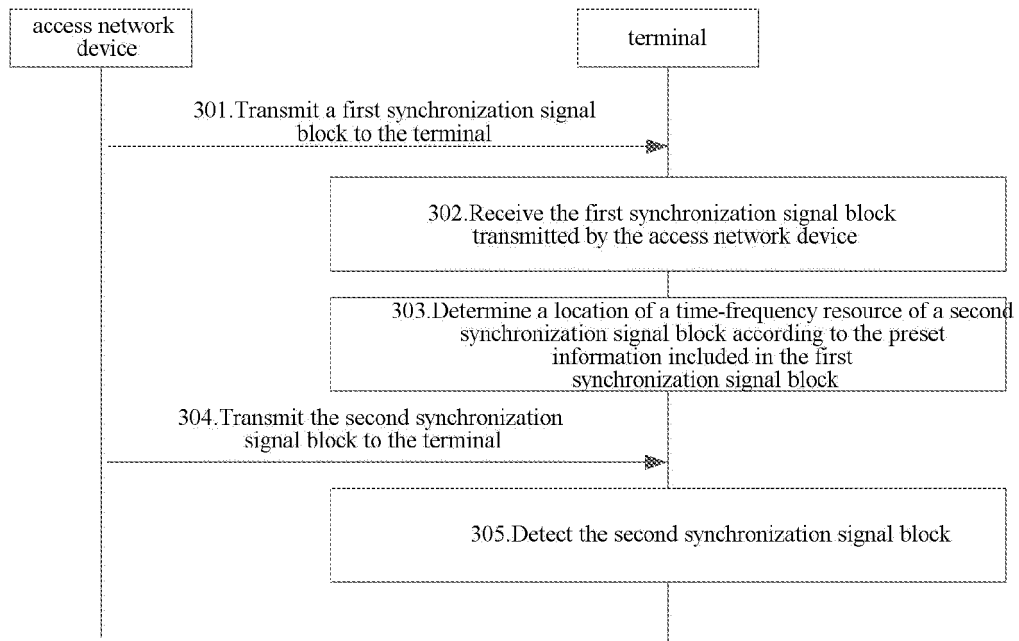 access network
device
terminal
301.Transmit a first synchronization signal
block to the terminal
302.Receive the first synchronization signal block
transmitted by the access network device
303.Determine a location of a time-frequency resource of a second
synchronization signal block according to the preset
information included in the first
synchronization signal block
304.Transmit the second synchronization
signal block to the terminal
305.Detect the second synchronization signal block